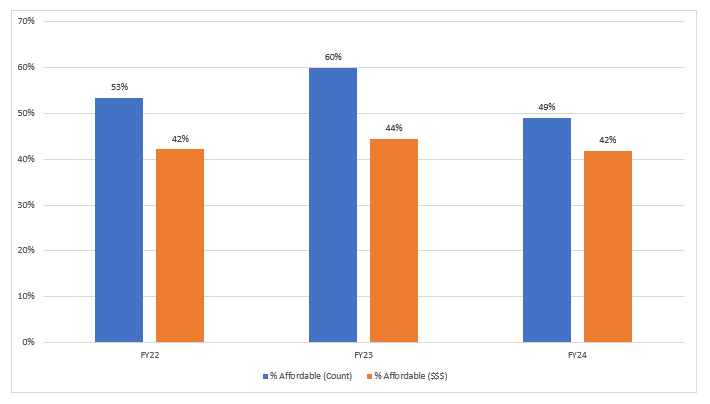 70%
60%
50%
40%
30%
20%
10%
0%
53%
42%
60%
44%
49%
42%
FY22
FY23
FY24
% Affordable (Count)
% Affordable ($$$)